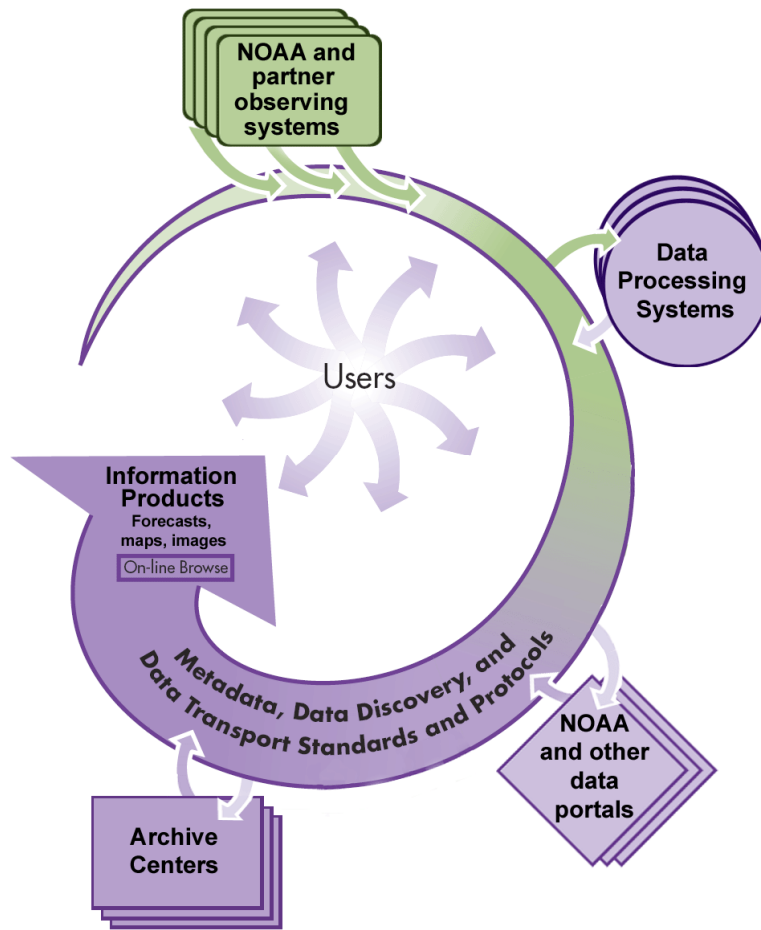 NOAA and
partner
observing
systems
Data
Processing
Systems
Users
Information
Products
Forecasts,
maps, images
On-line Browse
Metadata, Data Discovery, and
Data Transport Standards and Protocols
NOAA
and other
data
portals
Archive
Centers